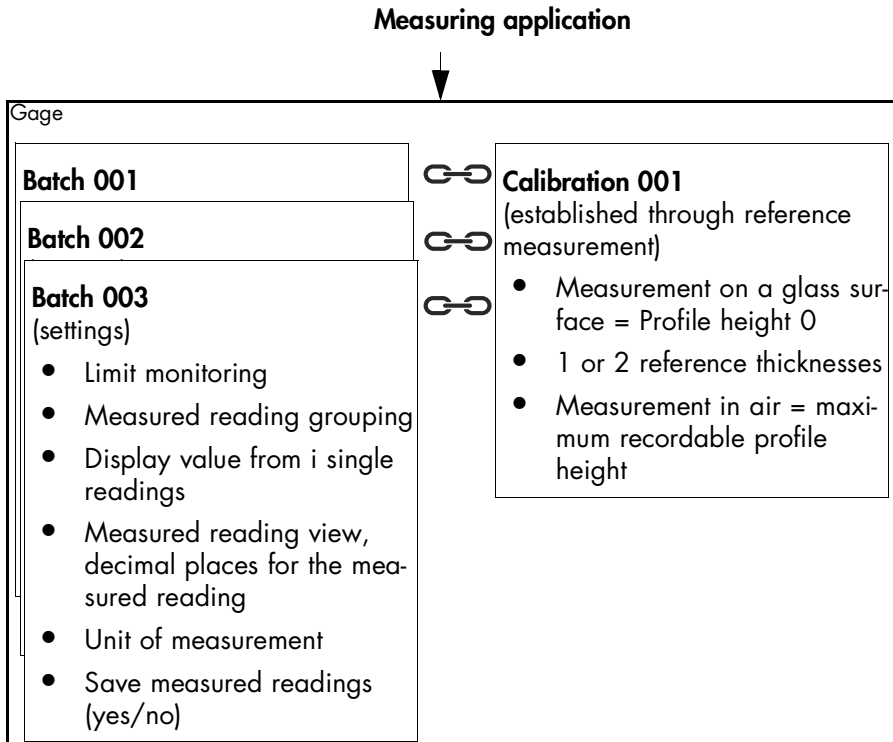 Measuring application
Gage
Batch 001
Batch 002
Batch 003
(settings)
• Limit monitoring
• Measured reading grouping
• Display value from i single
readings
• Measured reading view,
decimal places for the mea-
sured reading
• Unit of measurement
• Save measured readings
(yes/no)
Calibration 001
(established through reference
measurement)
• Measurement on a glass sur-
face = Profile height 0
• 1 or 2 reference thicknesses
• Measurement in air = maxi-
mum recordable profile
height